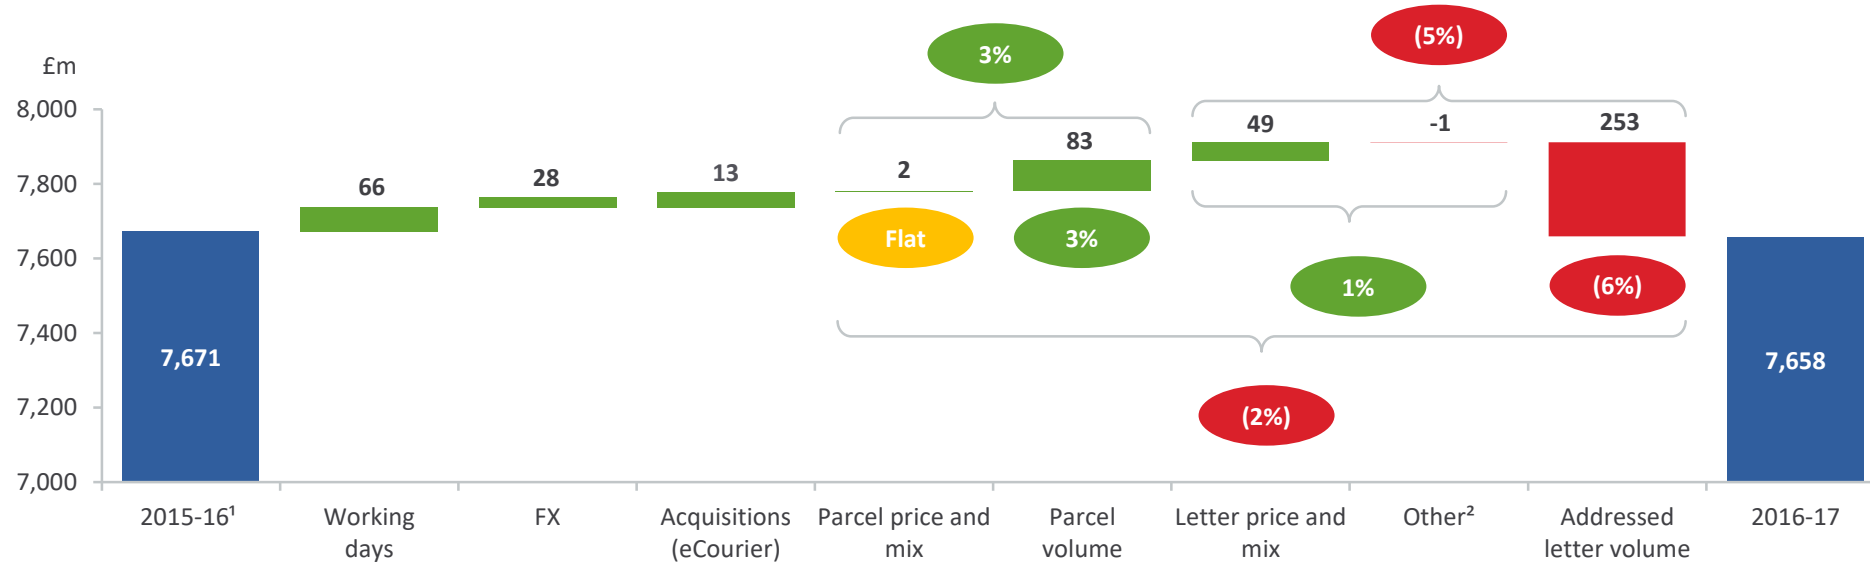 £m
8,000
7,800
7,600
7,400
7,200
7,000
3%
(5%)
66
28
13
2
83
49
-1
253
Flat
3%
1%
(6%)
(2%)
7,671
7,658
2015-16¹
Working
days
FX
Acquisitions
(eCourier)
Parcel price and
mix
Parcel
volume
Letter price and
mix
Other²
Addressed
letter volume
2016-17